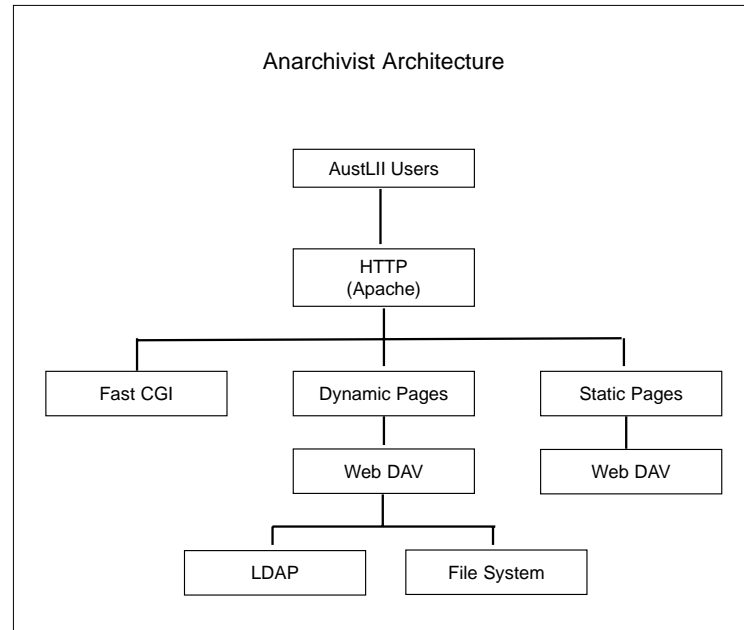 Anarchivist Architecture
AustLII Users
HTTP
(Apache)
Fast CGI
Dynamic Pages
Static Pages
Web DAV
Web DAV
LDAP
File System